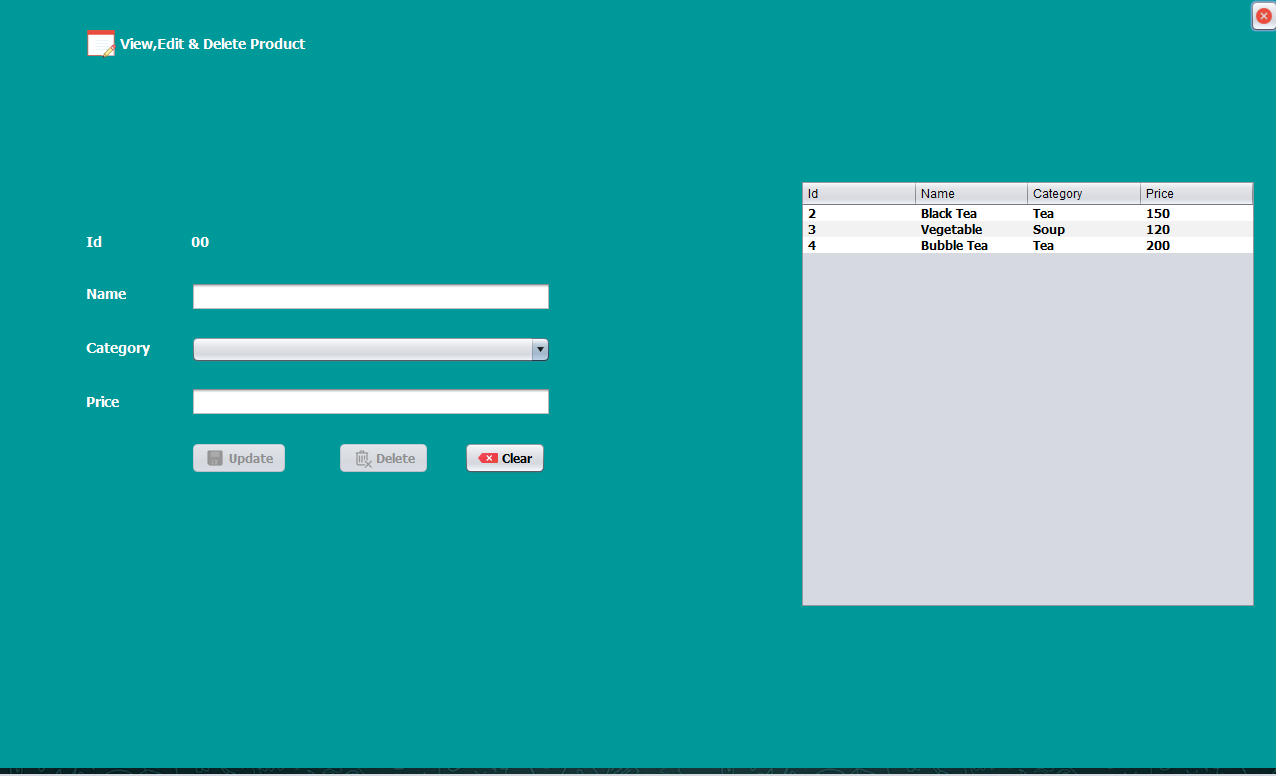 View,Edit & Delete Product
Id 00
Name
Category
Price
Update Delete Clear
Id Name Category Price
2 Black Tea Tea 150
3 Vegetable Soup 120
4 Bubble Tea Tea 200